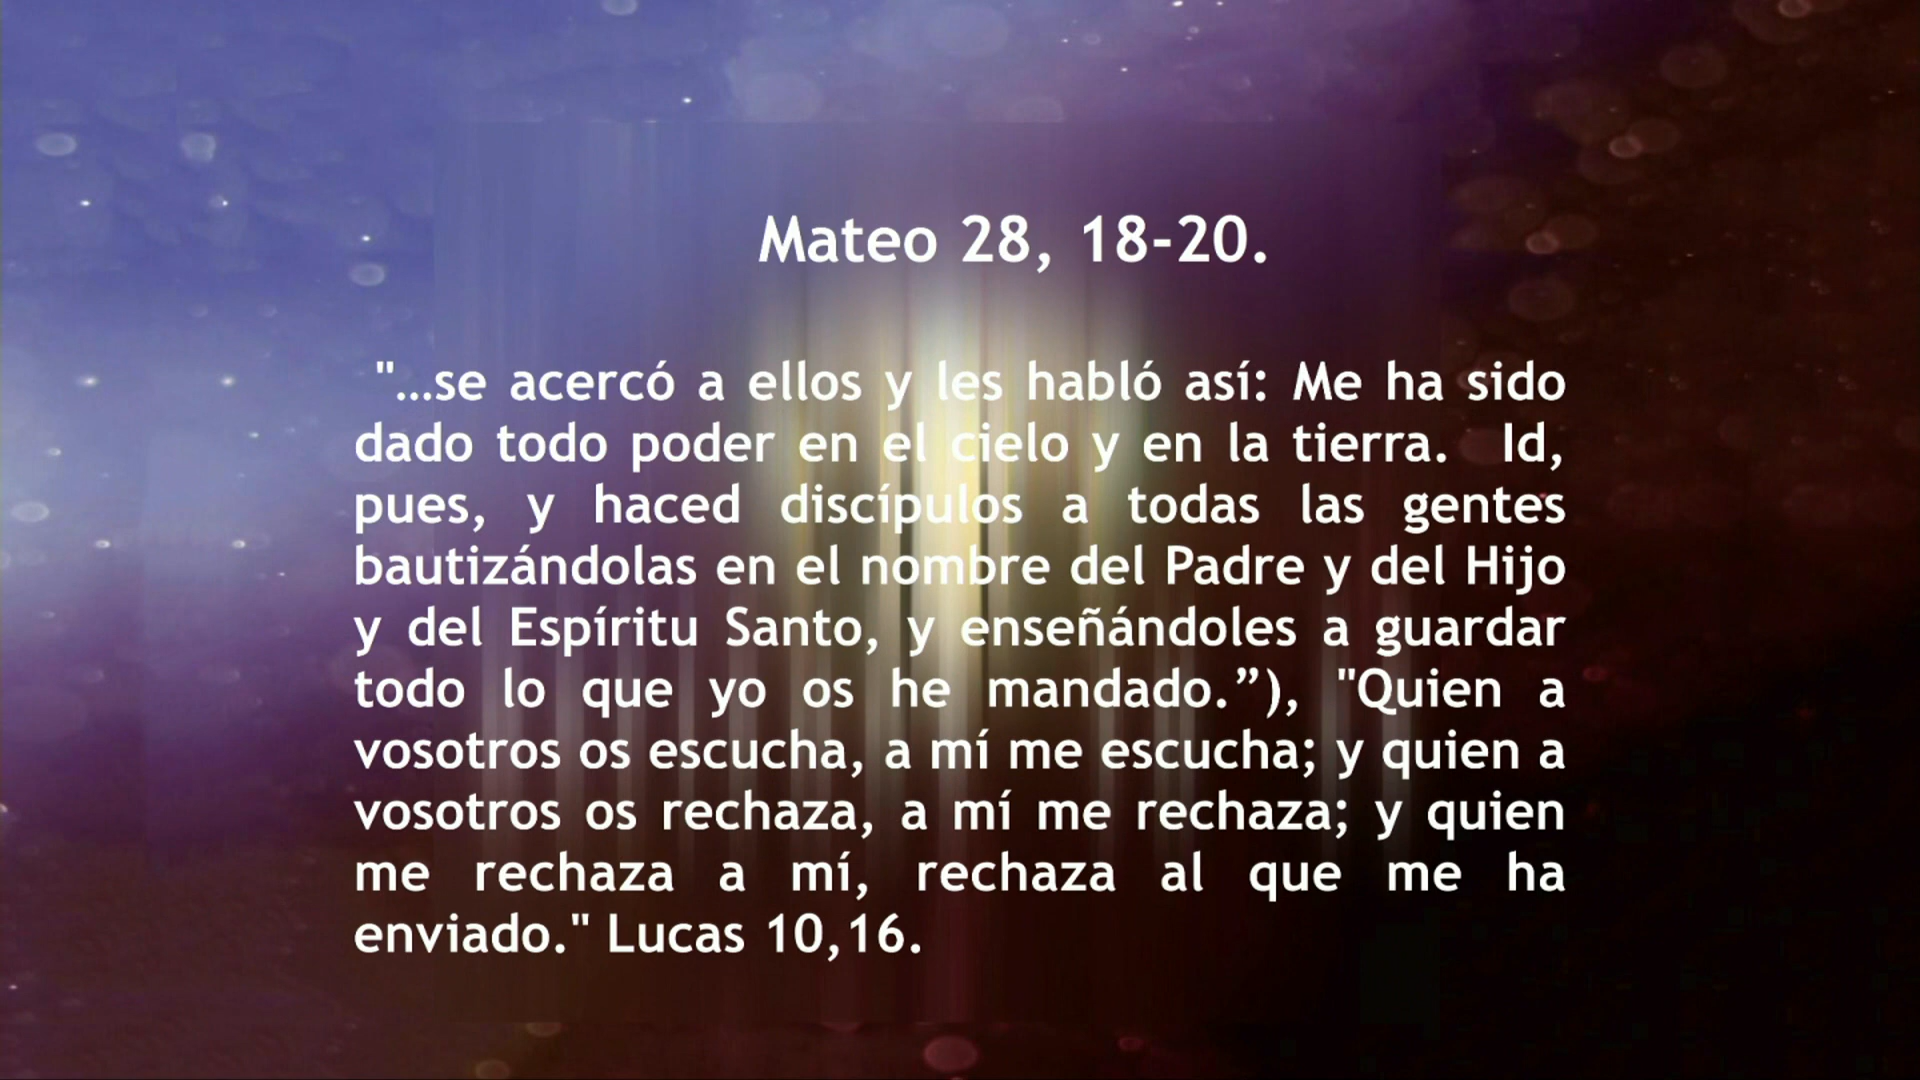 Mateo 28, 18-20.
"…se acercó a ellos y les habló así: Me ha sido
dado todo poder en el cielo y en la tierra. Id,
pues, y haced discípulos a todas las gentes
bautizándolas en el nombre del Padre y del Hijo
y del Espíritu Santo, y enseñándoles a guardar
todo lo que yo os he mandado.”), "Quien a
vosotros os escucha, a mí me escucha; y quien a
vosotros os rechaza, a mí me rechaza; y quien
me rechaza a mí, rechaza al que me ha
enviado." Lucas 10,16.